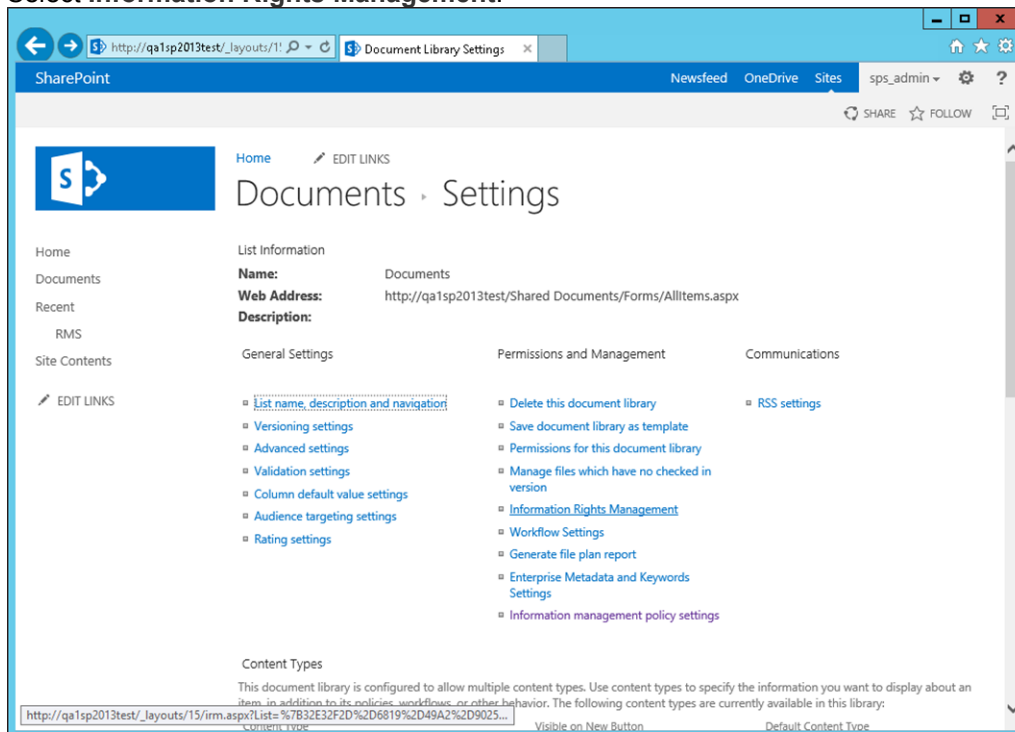 Select Information Rights Management.
http://qa1sp2013test/_layouts/1!
Document Library Settings
SharePoint
Newsfeed OneDrive Sites sps_admin ?
SHARE FOLLOW
S
Home EDIT LINKS
Documents Settings
Home
Documents
Recent
RMS
Site Contents
EDIT LINKS
List Information
Name: Documents
Web Address: http://qa1sp2013test/Shared Documents/Forms/AllItems.aspx
Description:
General Settings
List name, description and navigation
Versioning settings
Advanced settings
Validation settings
Column default value settings
Audience targeting settings
Rating settings
Permissions and Management
Delete this document library
Save document library as template
Permissions for this document library
Manage files which have no checked in
version
Information Rights Management
Workflow Settings
Generate file plan report
Enterprise Metadata and Keywords
Settings
Information management policy settings
Communications
RSS settings
Content Types
This document library is configured to allow multiple content types. Use content types to specify the information you want to display about an
item, in addition to its policies, workflows, or other behavior. The following content types are currently available in this library:
http://qa1sp2013test/_layouts/15/irm.aspx?List=%7B32E32F2D%2D6819%2D49A2%2D9025...
Content Type Visible on New Button Default Content Type